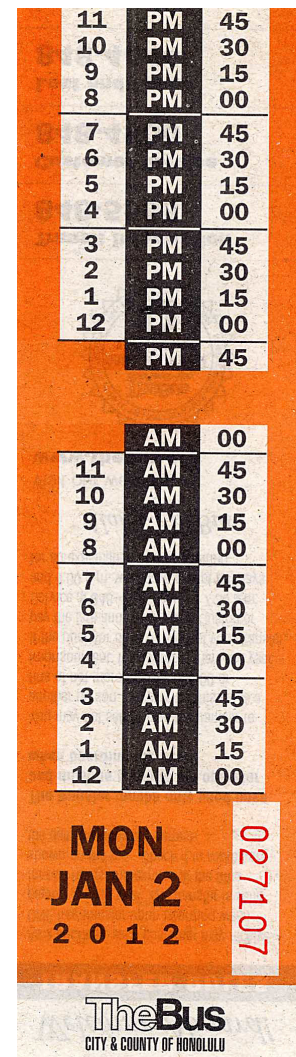 11 PM 45
10 PM 30
9 PM 15
8 PM 00
7 PM 45
6 PM 30
5 PM 15
4 PM 00
3 PM 45
2 PM 30
1 PM 15
12 PM 00
PM 45
AM 00
11 AM 45
10 AM 30
9 AM 15
8 AM 00
7 AM 45
6 AM 30
5 AM 15
4 AM 00
3 AM 45
2 AM 30
1 AM 15
12 AM 00
MON
JAN 2
2012
027107
TheBus
CITY & COUNTY OF HONOLULU